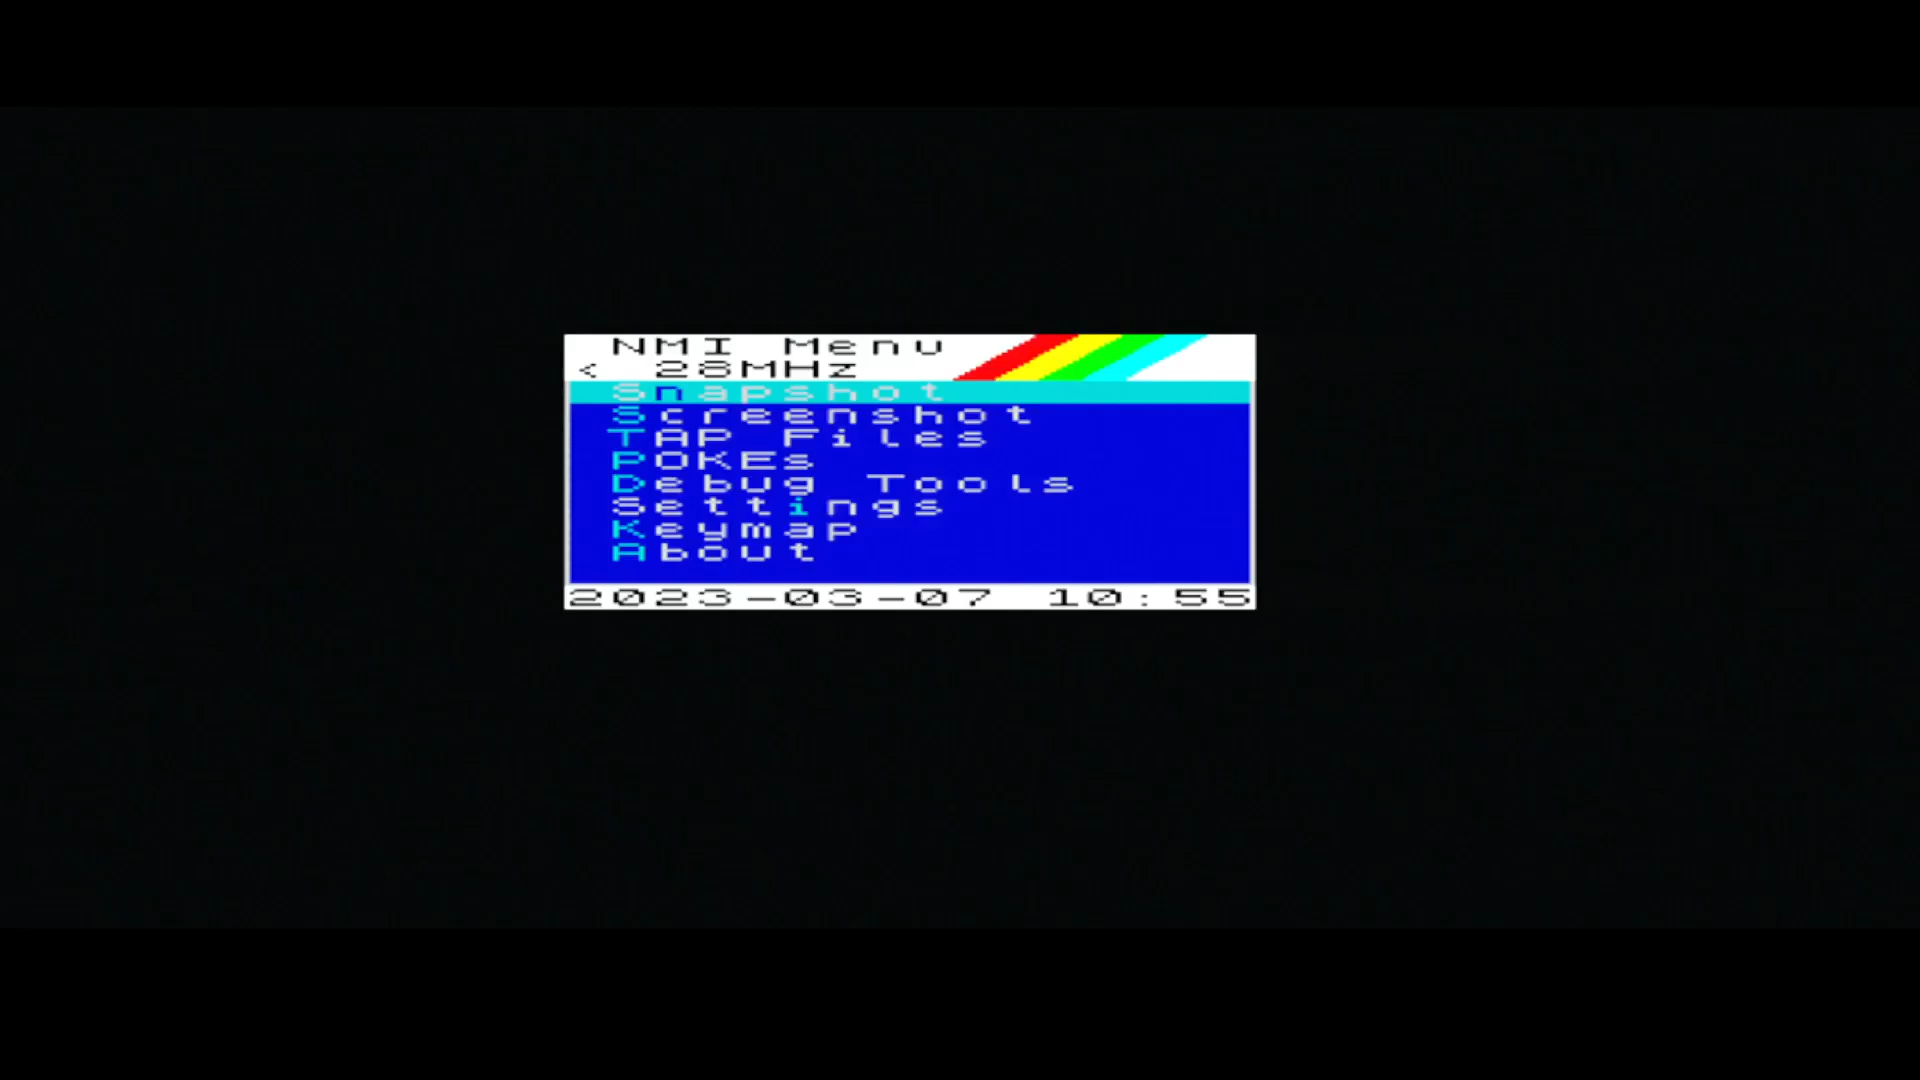 NMI Menu
< 28MHz
Snapshot
Screenshot
TAP Files
POKEs
Debug Tools
Settings
Keymap
About
2023-03-07 10:55